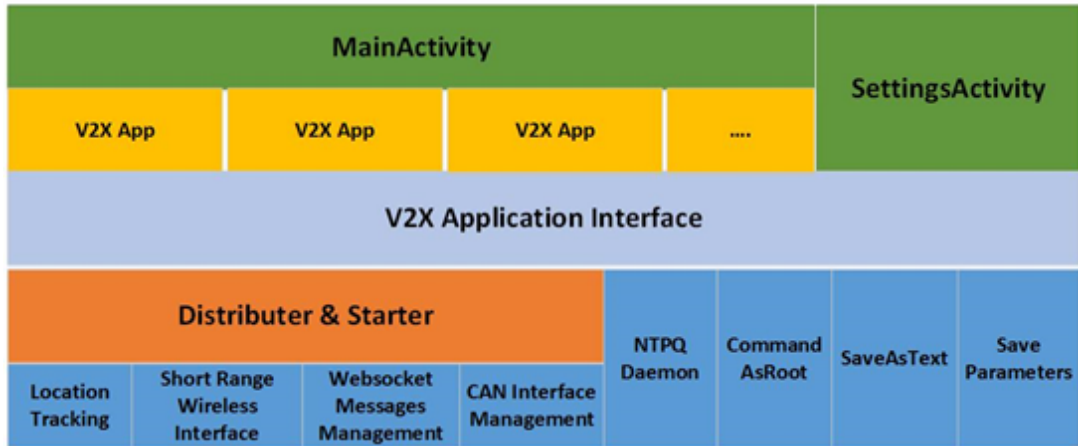 MainActivity
SettingsActivity
V2X App
V2X App
V2X App
....
V2X Application Interface
Distributer & Starter
NTPQ
Daemon
Command
AsRoot
SaveAsText
Save
Parameters
Location
Tracking
Short Range
Wireless
Interface
Websocket
Messages
Management
CAN Interface
Management